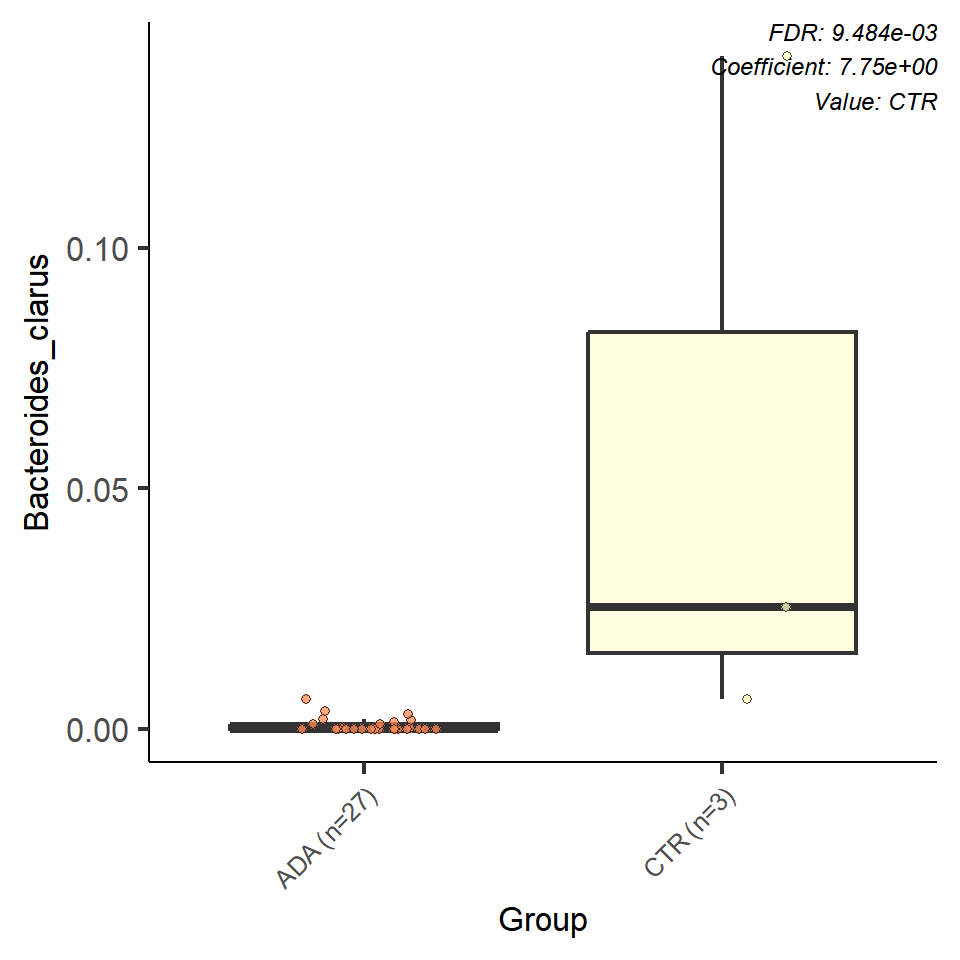 FDR: 9.484e-03
Coefficient: 7.75e+00
Value: CTR
Bacteroides_clarus
0.10
0.05
0.00
ADA (n=27)
CTR (n=3)
Group